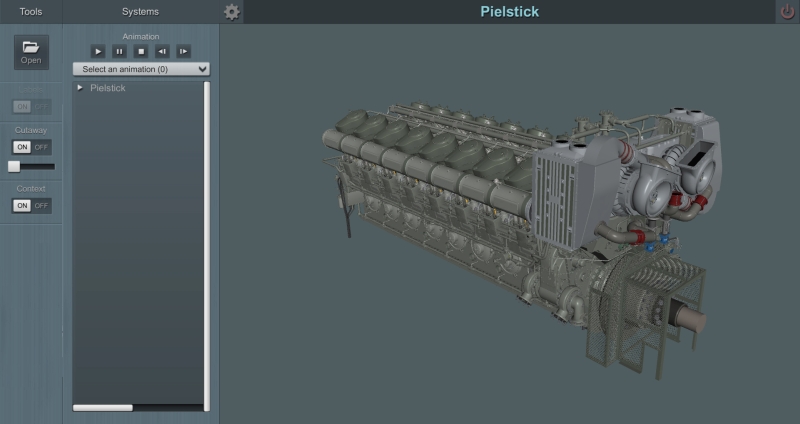 Tools
Systems
Pielstick
Open
Animation
Select an animation (0)
Pielstick
ON OFF
Cutaway
ON OFF
Context
ON OFF